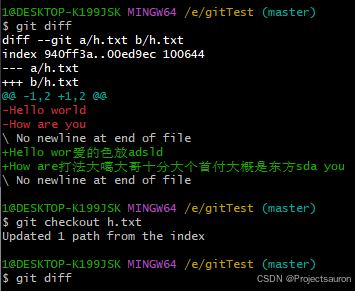 1@DESKTOP-K199JSK MINGW64 /e/gitTest (master)
$ git diff
diff --git a/h.txt b/h.txt
index 940ff3a..00ed9ec 100644
--- a/h.txt
+++ b/h.txt
@@ -1,2 +1,2 @@
-Hello world
-How are you
\ No newline at end of file
+Hello wor爱的色放adsld
+How are打法大噶大哥十分大个首付大概是东方sda you
\ No newline at end of file
1@DESKTOP-K199JSK MINGW64 /e/gitTest (master)
$ git checkout h.txt
Updated 1 path from the index
1@DESKTOP-K199JSK MINGW64 /e/gitTest (master)
$ git diff
CSDN @Projectsauron